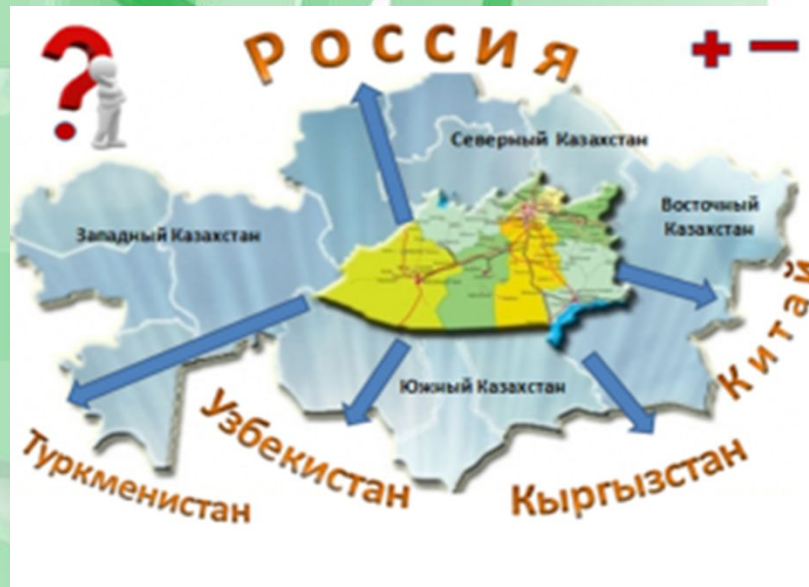 Россия
Северный Казахстан
Восточный
Казахстан
Западный Казахстан
Китай
Южный Казахстан
Узбекистан
Туркменистан
Кыргызстан